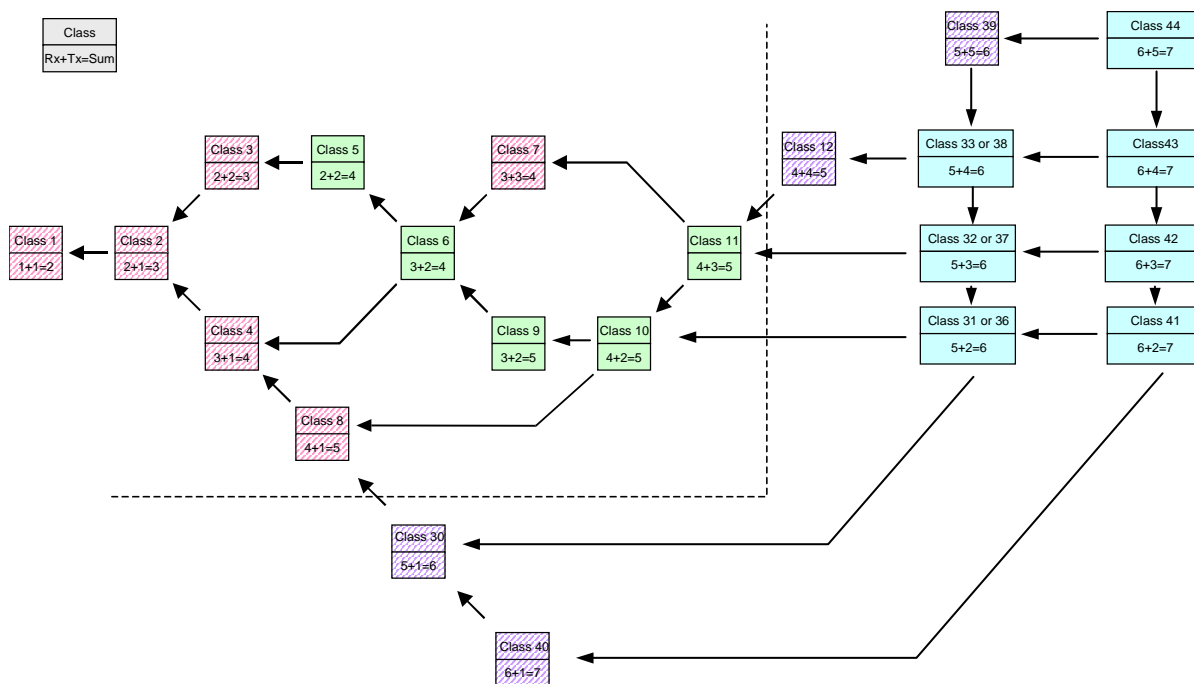 Class
Rx+Tx=Sum
Class 39
5+5=6
Class 44
6+5=7
Class 3
2+2=3
Class 5
2+2=4
Class 7
3+3=4
Class 12
4+4=5
Class 33 or 38
5+4=6
Class43
6+4=7
Class 1
1+1=2
Class 2
2+1=3
Class 6
3+2=4
Class 11
4+3=5
Class 32 or 37
5+3=6
Class 42
6+3=7
Class 4
3+1=4
Class 9
3+2=5
Class 10
4+2=5
Class 31 or 36
5+2=6
Class 41
6+2=7
Class 8
4+1=5
Class 30
5+1=6
Class 40
6+1=7